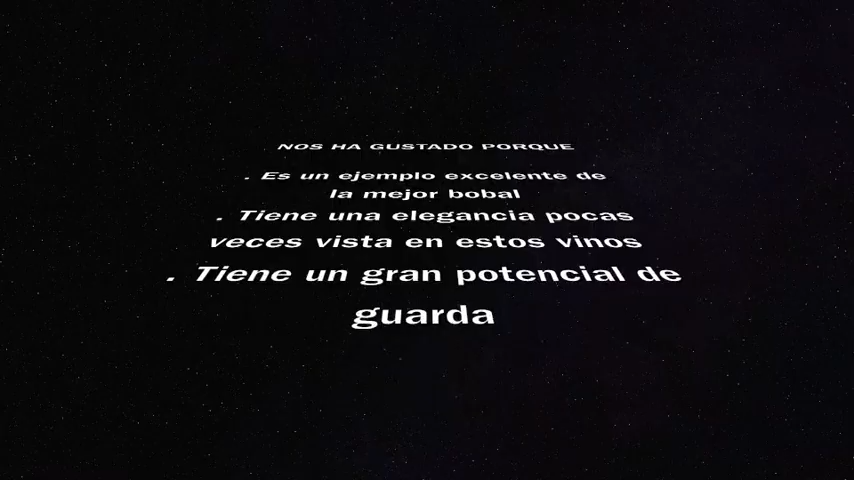 NOS HA GUSTADO PORQUE
. Es un ejemplo excelente de
la mejor bobal
. Tiene una elegancia pocas
veces vista en estos vinos
. Tiene un gran potencial de
guarda